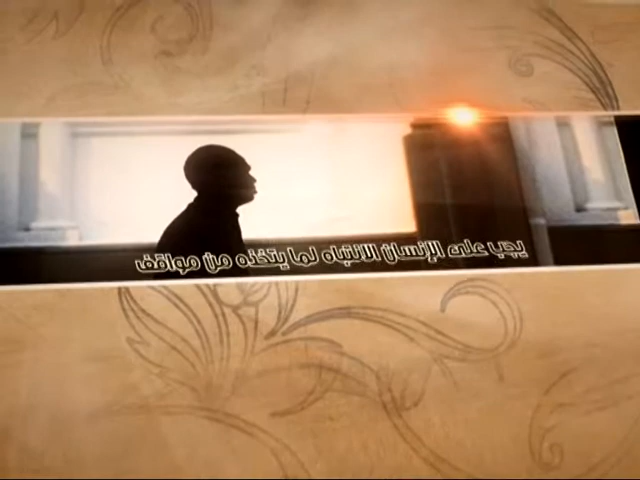 يجب على الإنسان الانتباه لما يتخذه من مواقف